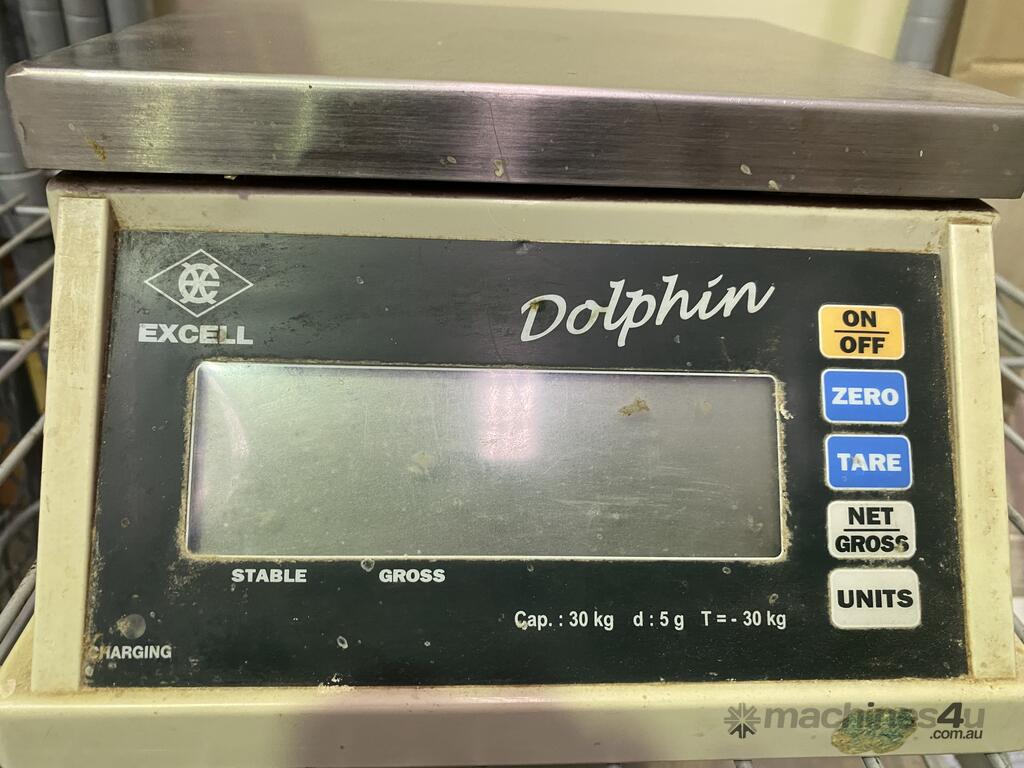 EXCELL
Dolphin
ON
OFF
ZERO
TARE
NET
GROSS
UNITS
STABLE GROSS
Cap. : 30 kg d : 5 g T = - 30 kg
CHARGING
machines4u
.com.au